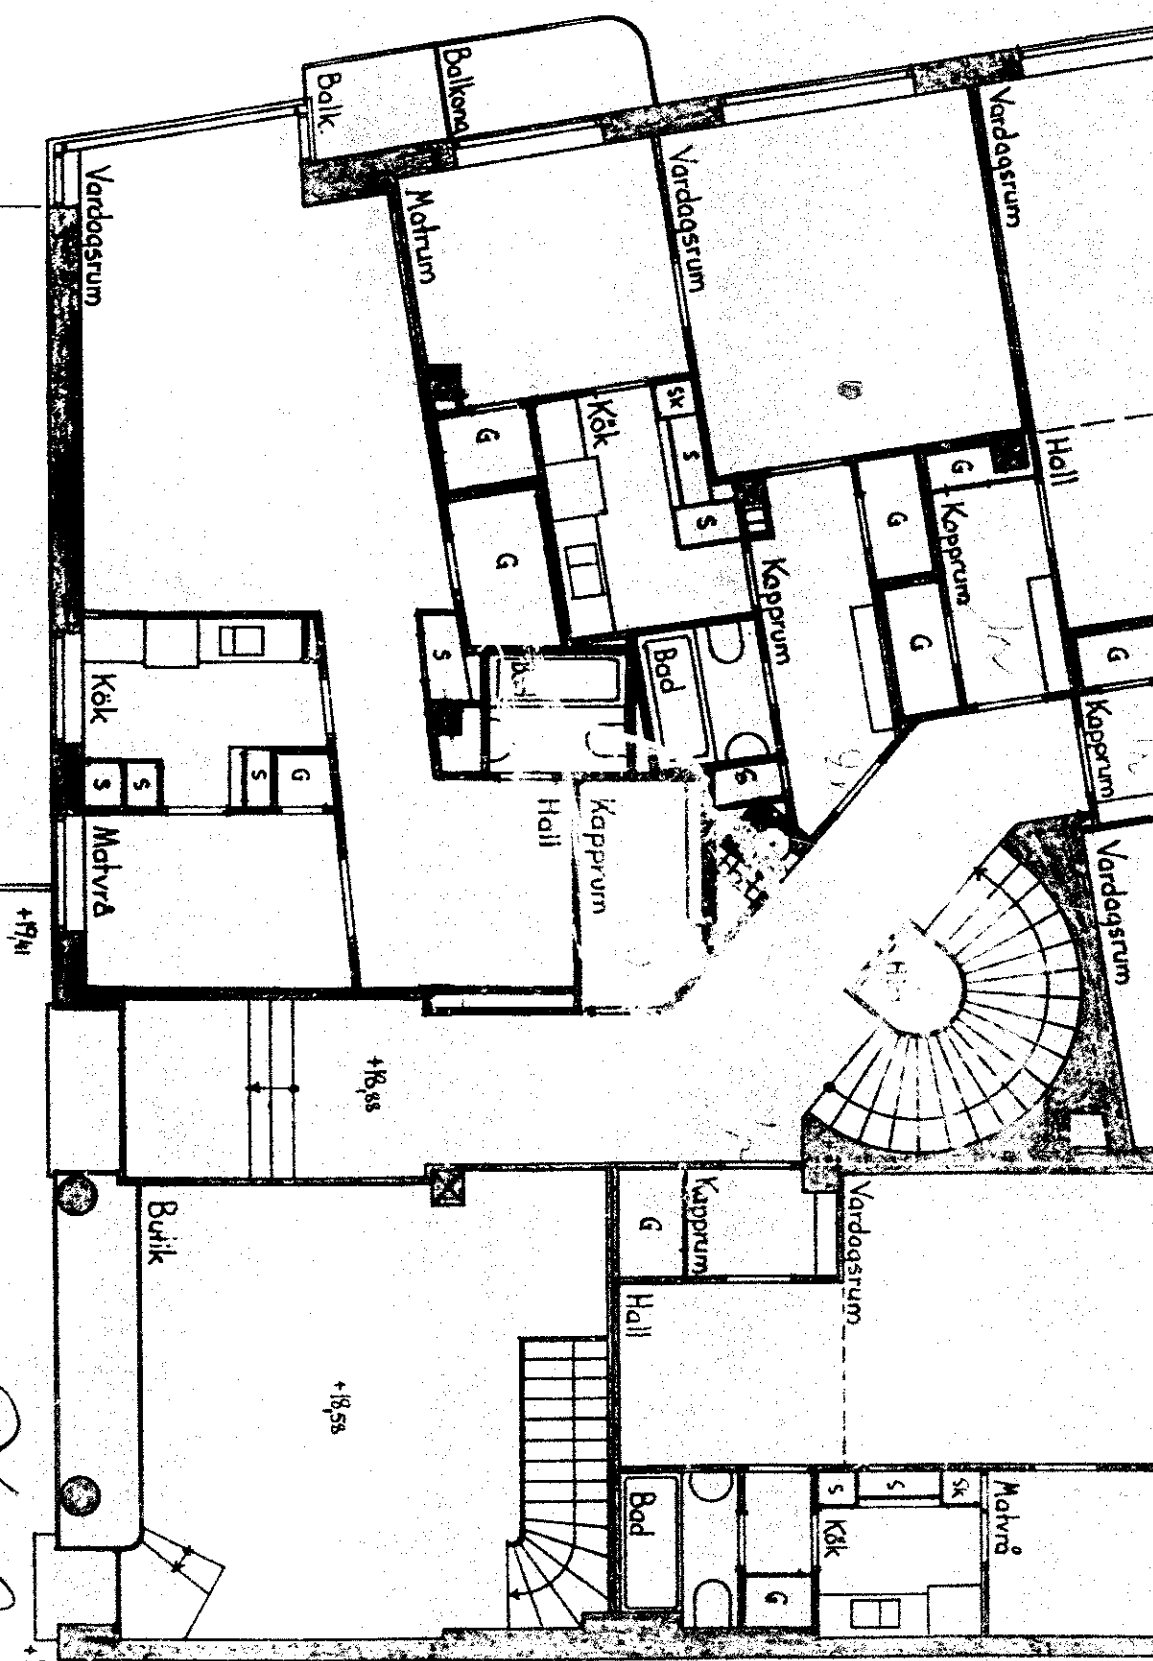 Balk.
Balkong
Vardagsrum
Matrum
Vardagsrum
Vardagsrum
Hall
G
Kök
SK
S
S
G
G
G
Kapprum
G
Kapprum
G
G
Kapprum
Vardagsrum
S
Bad
G
Kök
S
S
S
G
Matvrå
Hall
Kapprum
+19,41
+18,88
Butik
+18,58
G
Kapprum
Vardagsrum
Hall
Bad
G
S
S
SK
Kök
Matvrå